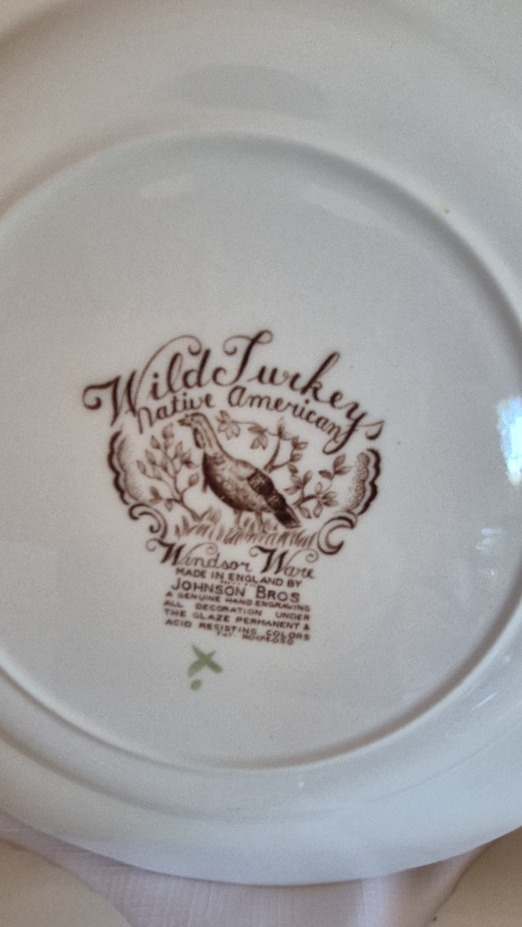 Wild Turkeys
Native American
Windsor Ware
MADE IN ENGLAND BY
JOHNSON BROS
A GENUINE HAND ENGRAVING
ALL DECORATION UNDER
THE GLAZE PERMANENT &
ACID RESISTING COLORS